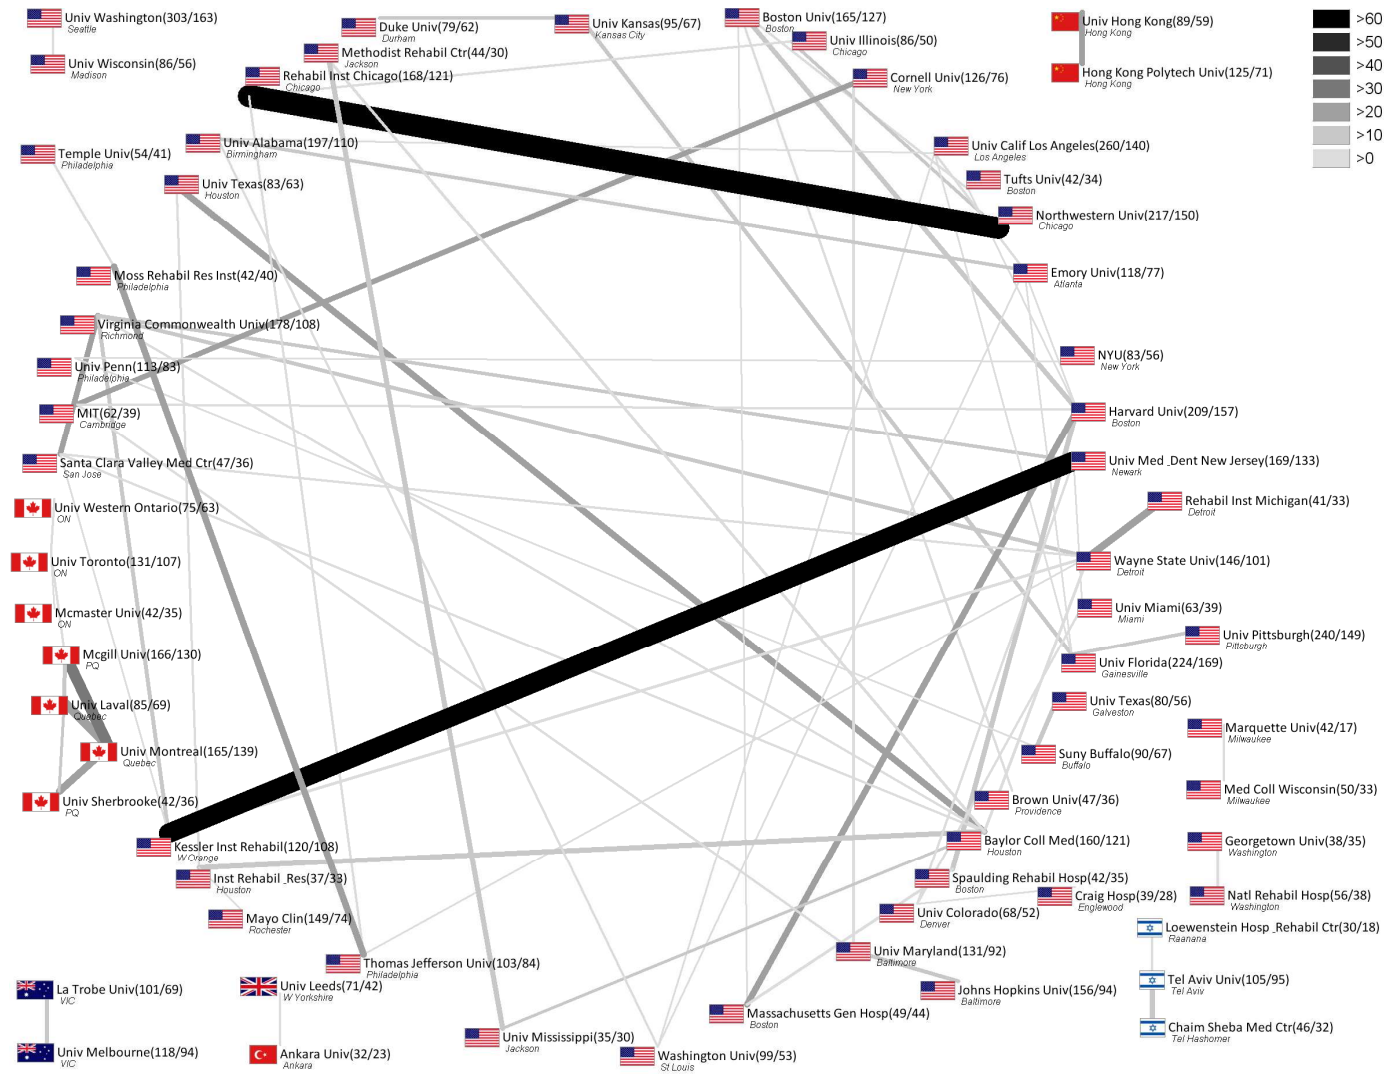 Univ Washington(303/163)
Seattle
Univ Wisconsin(86/56)
Madison
Duke Univ(79/62)
Durham
Methodist Rehabil Ctr(44/30)
Jackson
Rehabil Inst Chicago(168/121)
Chicago
Univ Kansas(95/67)
Kansas City
Boston Univ(165/127)
Boston
Univ Illinois(86/50)
Chicago
Cornell Univ(126/76)
New York
Univ Hong Kong(89/59)
Hong Kong
Hong Kong Polytech Univ(125/71)
Hong Kong
>60
>50
>40
>30
>20
>10
>0
Temple Univ(54/41)
Philadelphia
Univ Alabama(197/110)
Birmingham
Univ Texas(83/63)
Houston
Univ Calif Los Angeles(260/140)
Los Angeles
Tufts Univ(42/34)
Boston
Northwestern Univ(217/150)
Chicago
Moss Rehabil Res Inst(42/40)
Philadelphia
Emory Univ(118/77)
Atlanta
Virginia Commonwealth Univ(178/108)
Richmond
Univ Penn(113/83)
Philadelphia
NYU(83/56)
New York
MIT(62/39)
Cambridge
Harvard Univ(209/157)
Boston
Santa Clara Valley Med Ctr(47/36)
San Jose
Univ Med _Dent New Jersey(169/133)
Newark
Univ Western Ontario(75/63)
ON
Rehabil Inst Michigan(41/33)
Detroit
Univ Toronto(131/107)
ON
Wayne State Univ(146/101)
Detroit
Mcmaster Univ(42/35)
ON
Univ Miami(63/39)
Miami
Univ Pittsburgh(240/149)
Pittsburgh
Mcgill Univ(166/130)
PQ
Univ Florida(224/169)
Gainesville
Univ Laval(85/69)
Quebec
Univ Texas(80/56)
Galveston
Marquette Univ(42/17)
Milwaukee
Univ Montreal(165/139)
Quebec
Suny Buffalo(90/67)
Buffalo
Med Coll Wisconsin(50/33)
Milwaukee
Univ Sherbrooke(42/36)
PQ
Brown Univ(47/36)
Providence
Kessler Inst Rehabil(120/108)
W Orange
Baylor Coll Med(160/121)
Houston
Georgetown Univ(38/35)
Washington
Inst Rehabil _Res(37/33)
Houston
Spaulding Rehabil Hosp(42/35)
Boston
Craig Hosp(39/28)
Englewood
Natl Rehabil Hosp(56/38)
Washington
Mayo Clin(149/74)
Rochester
Univ Colorado(68/52)
Denver
Loewenstein Hosp _Rehabil Ctr(30/18)
Raanana
Thomas Jefferson Univ(103/84)
Philadelphia
Univ Maryland(131/92)
Baltimore
Tel Aviv Univ(105/95)
Tel Aviv
La Trobe Univ(101/69)
VIC
Univ Leeds(71/42)
W Yorkshire
Johns Hopkins Univ(156/94)
Baltimore
Massachusetts Gen Hosp(49/44)
Boston
Chaim Sheba Med Ctr(46/32)
Tel Hashomer
Univ Mississippi(35/30)
Jackson
Univ Melbourne(118/94)
VIC
Ankara Univ(32/23)
Ankara
Washington Univ(99/53)
St Louis